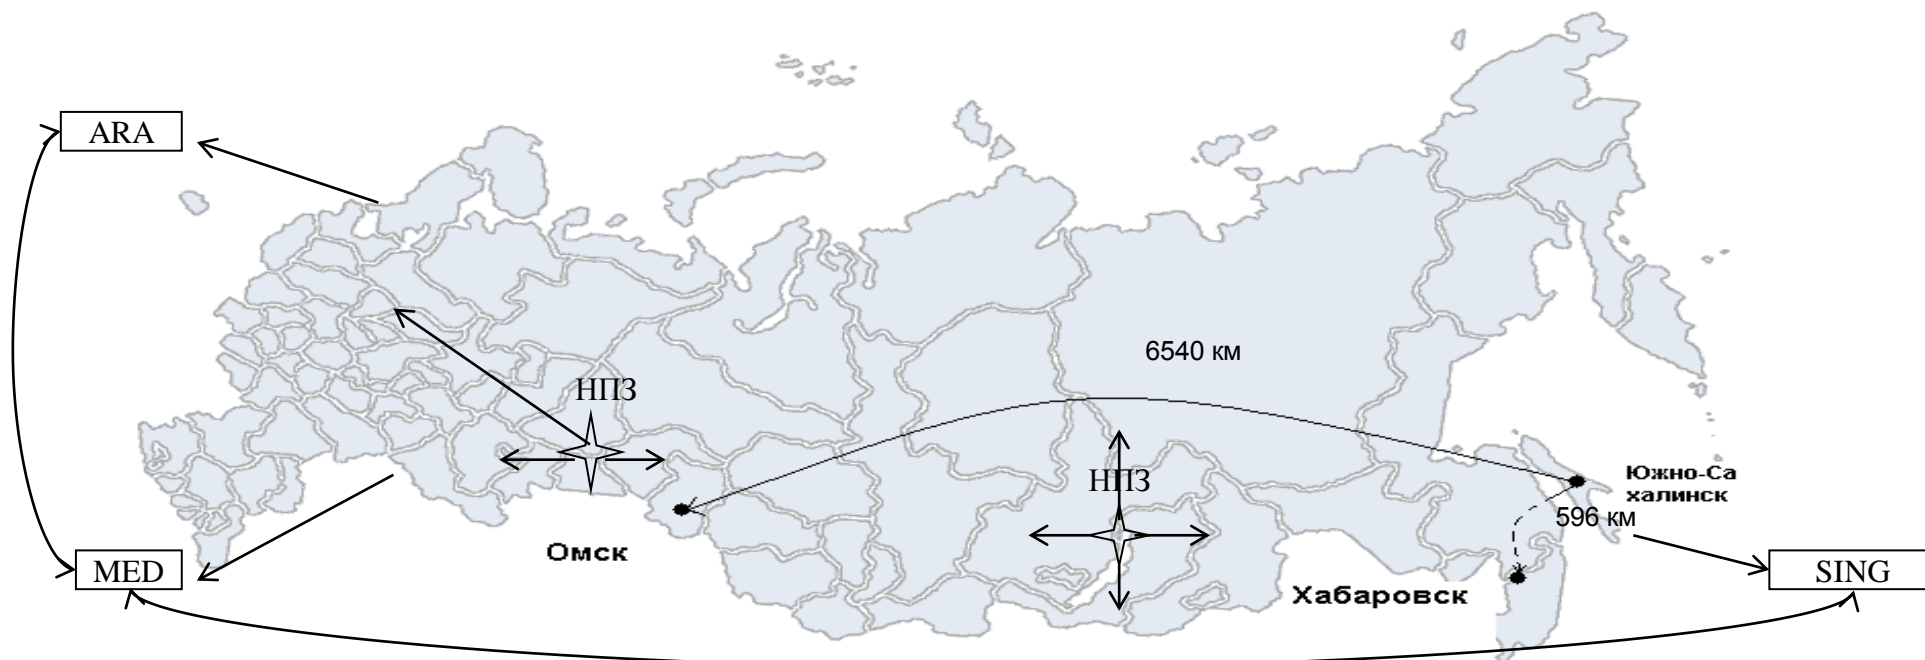 ARA
6540 км
НПЗ
Южно-Са
халинск
НПЗ
596 км
Омск
MED
SING
Хабаровск